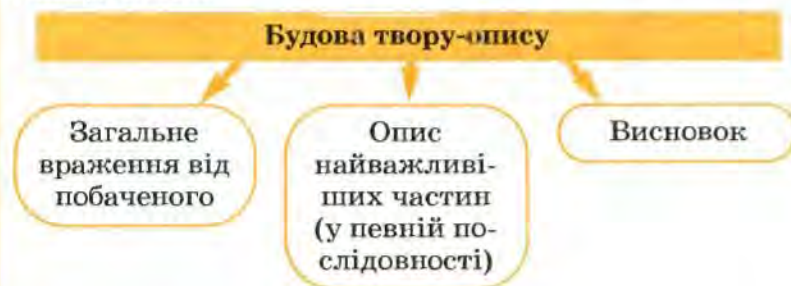 Будова твору-опису
Загальне
враження від
побаченого
Опис
найважливі-
ших частин
(у певній по-
слідовності)
Висновок